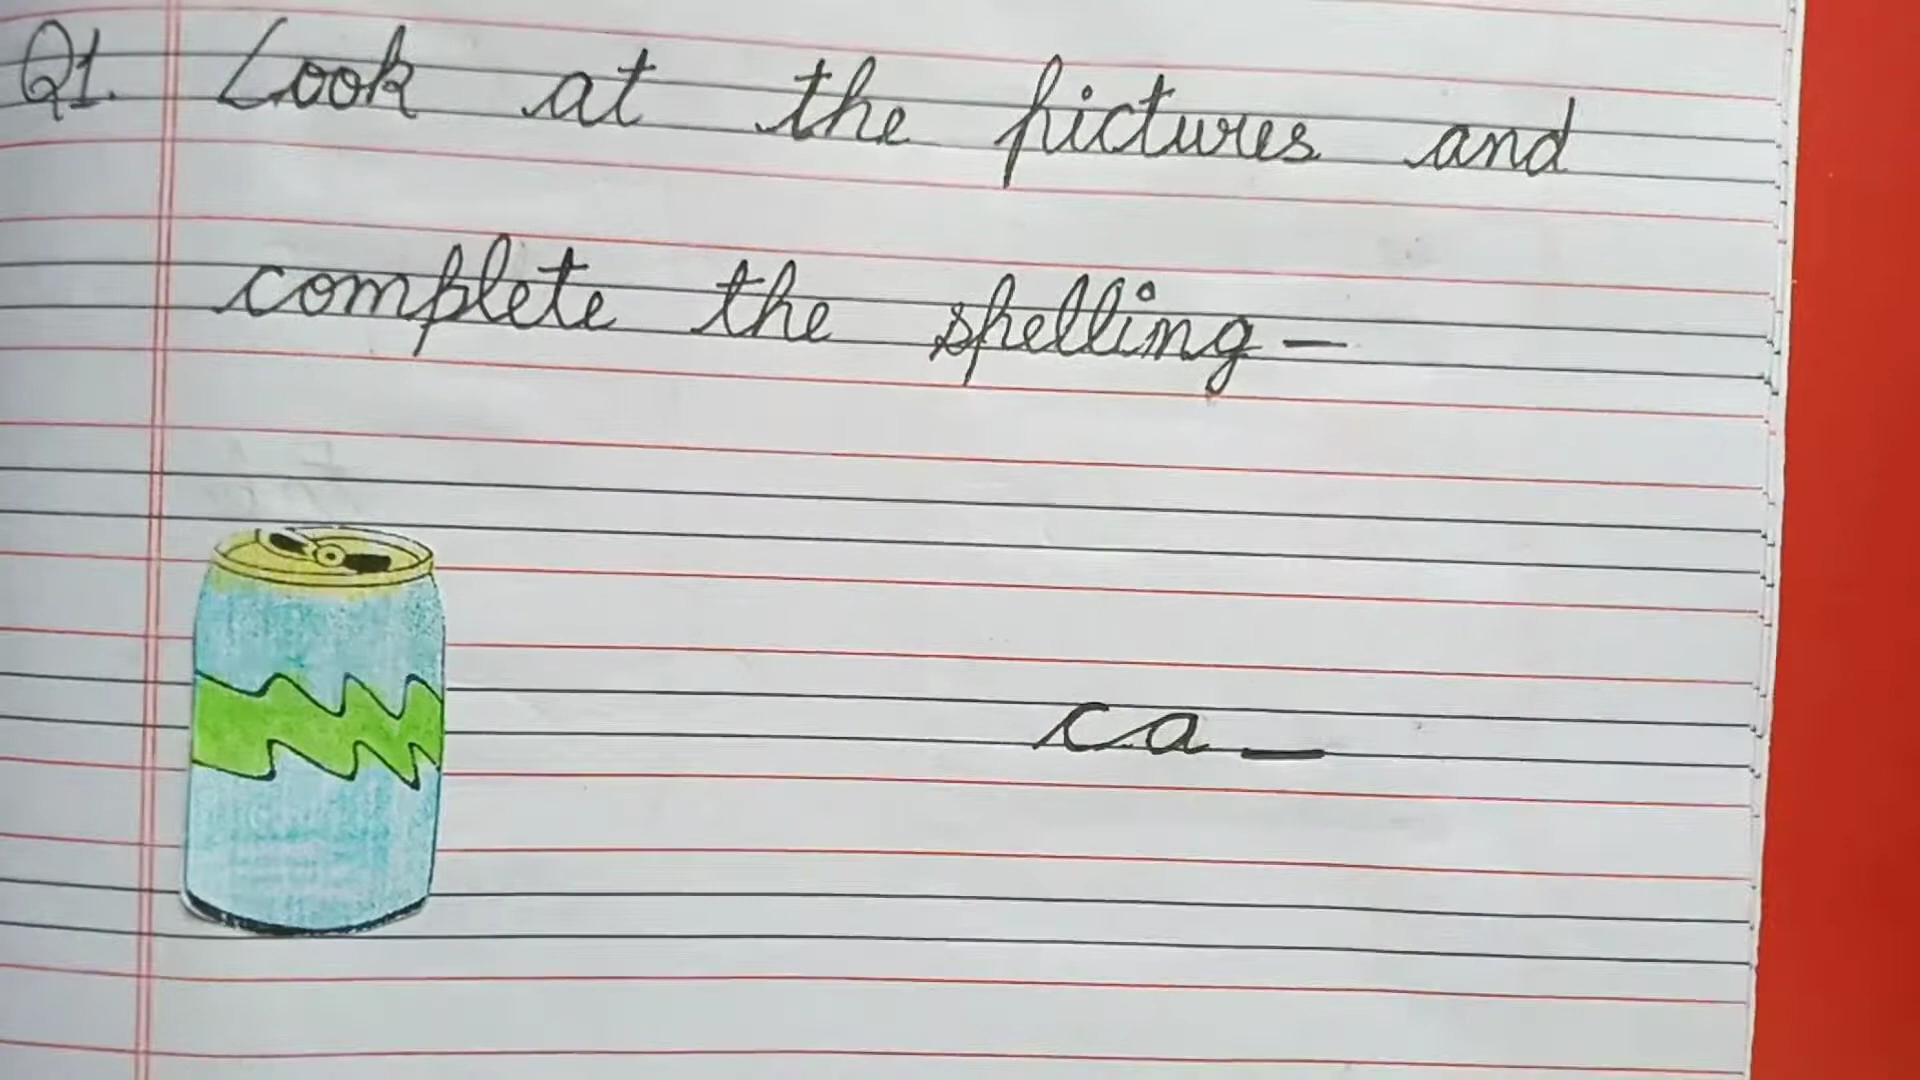 Q1. Look at the pictures and
complete the spelling-
ca_